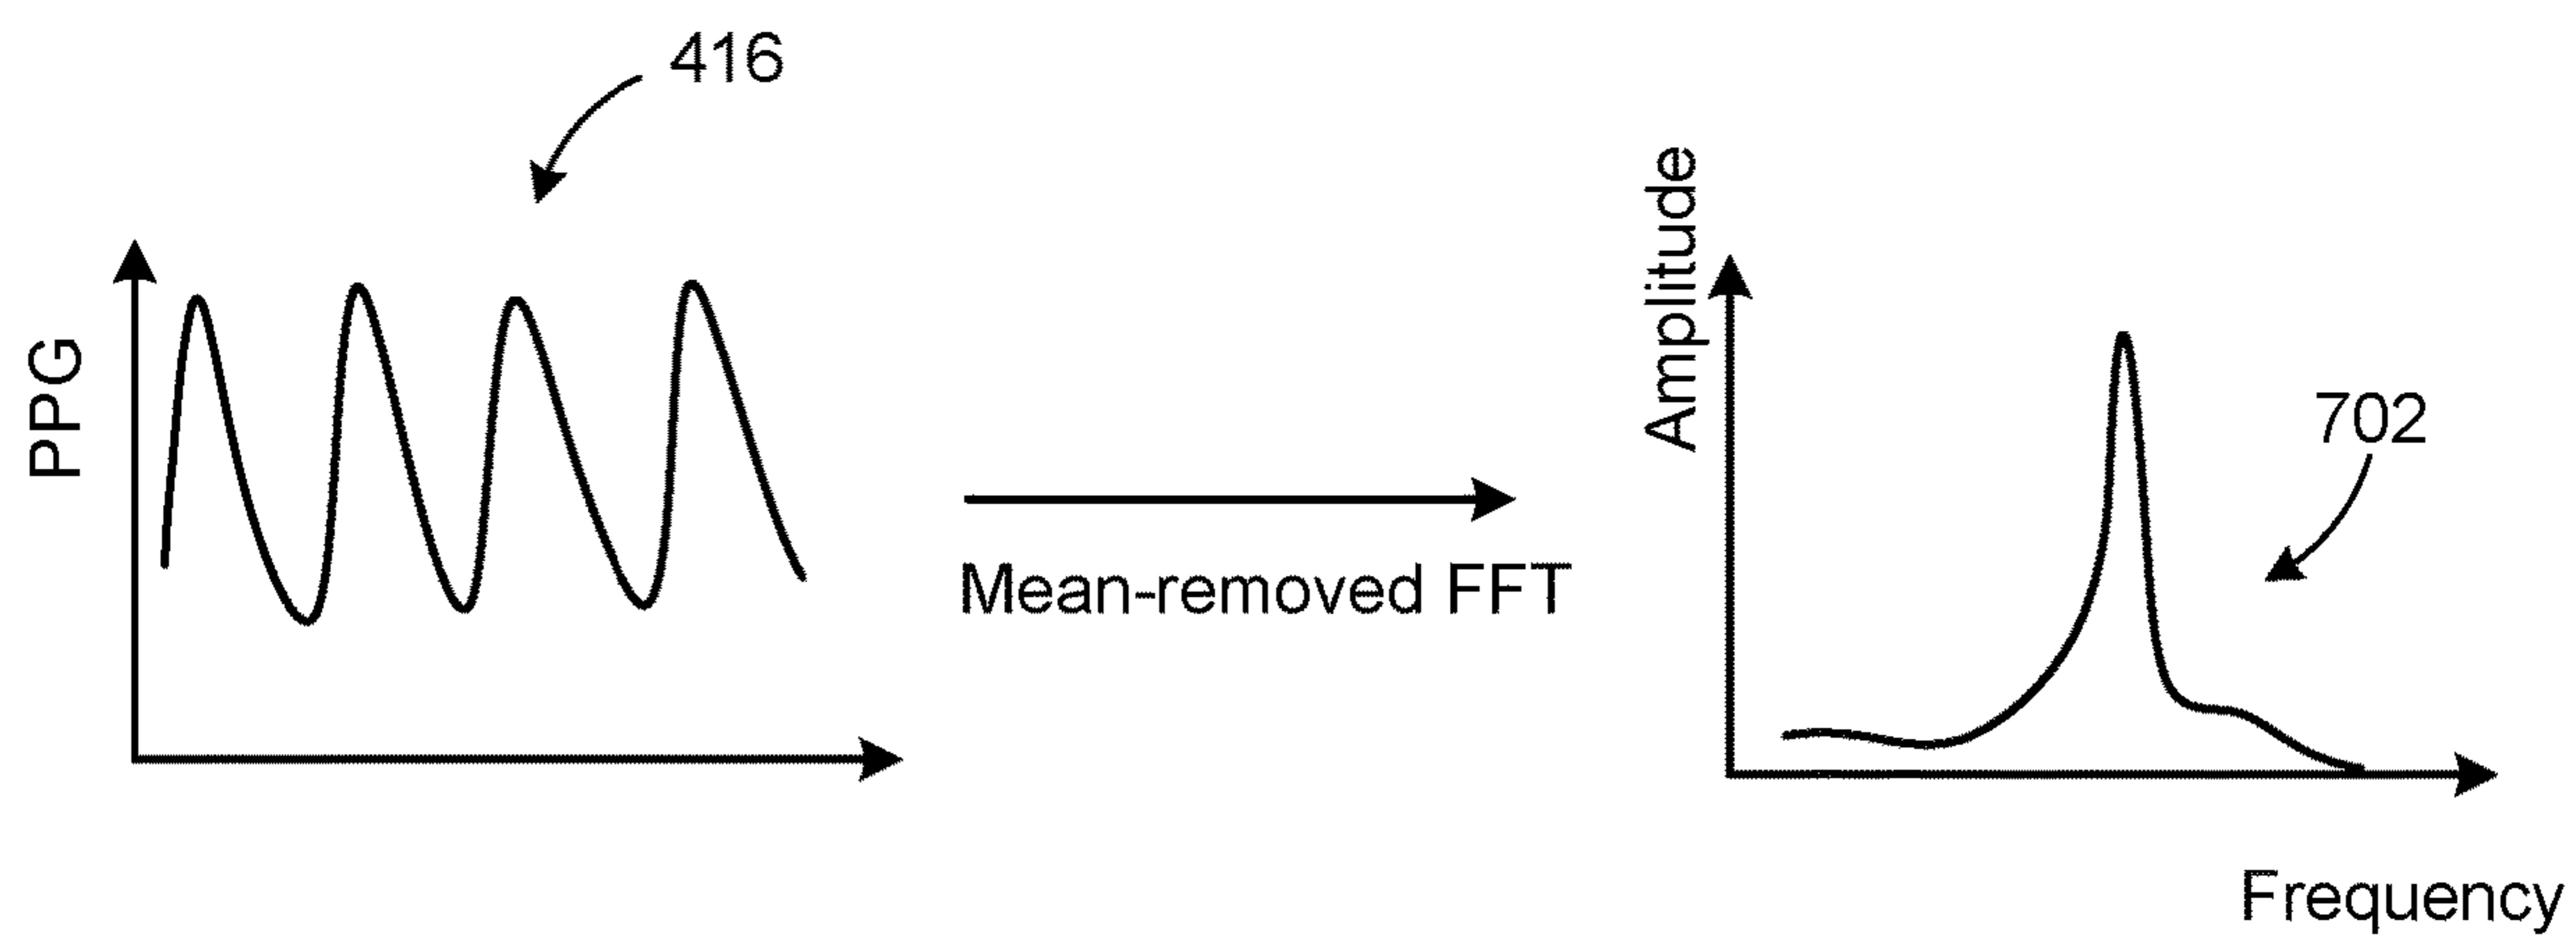 416
PPG
Mean-removed FFT
Amplitude
702
Frequency